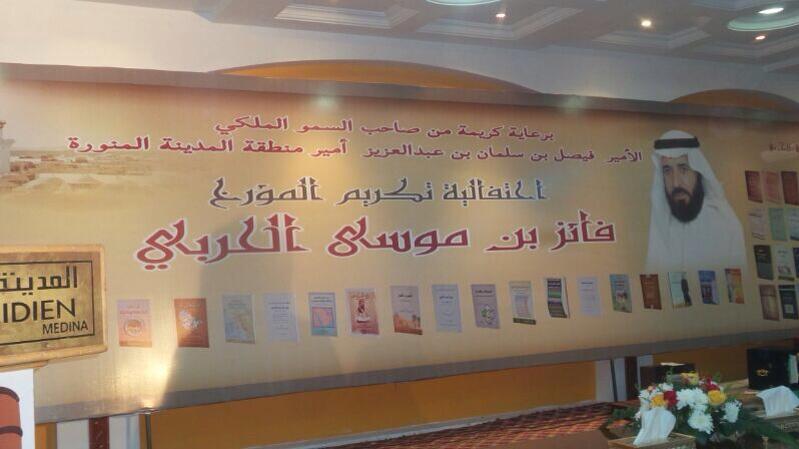 برعاية كريمة من صاحب السمو الملكي
الأمير فيصل بن سلمان بن عبدالعزيز أمير منطقة المدينة المنورة
احتفالية تكريم المؤرخ
فائز بن موسى الحربي
المدينة
IDIEN
MEDINA